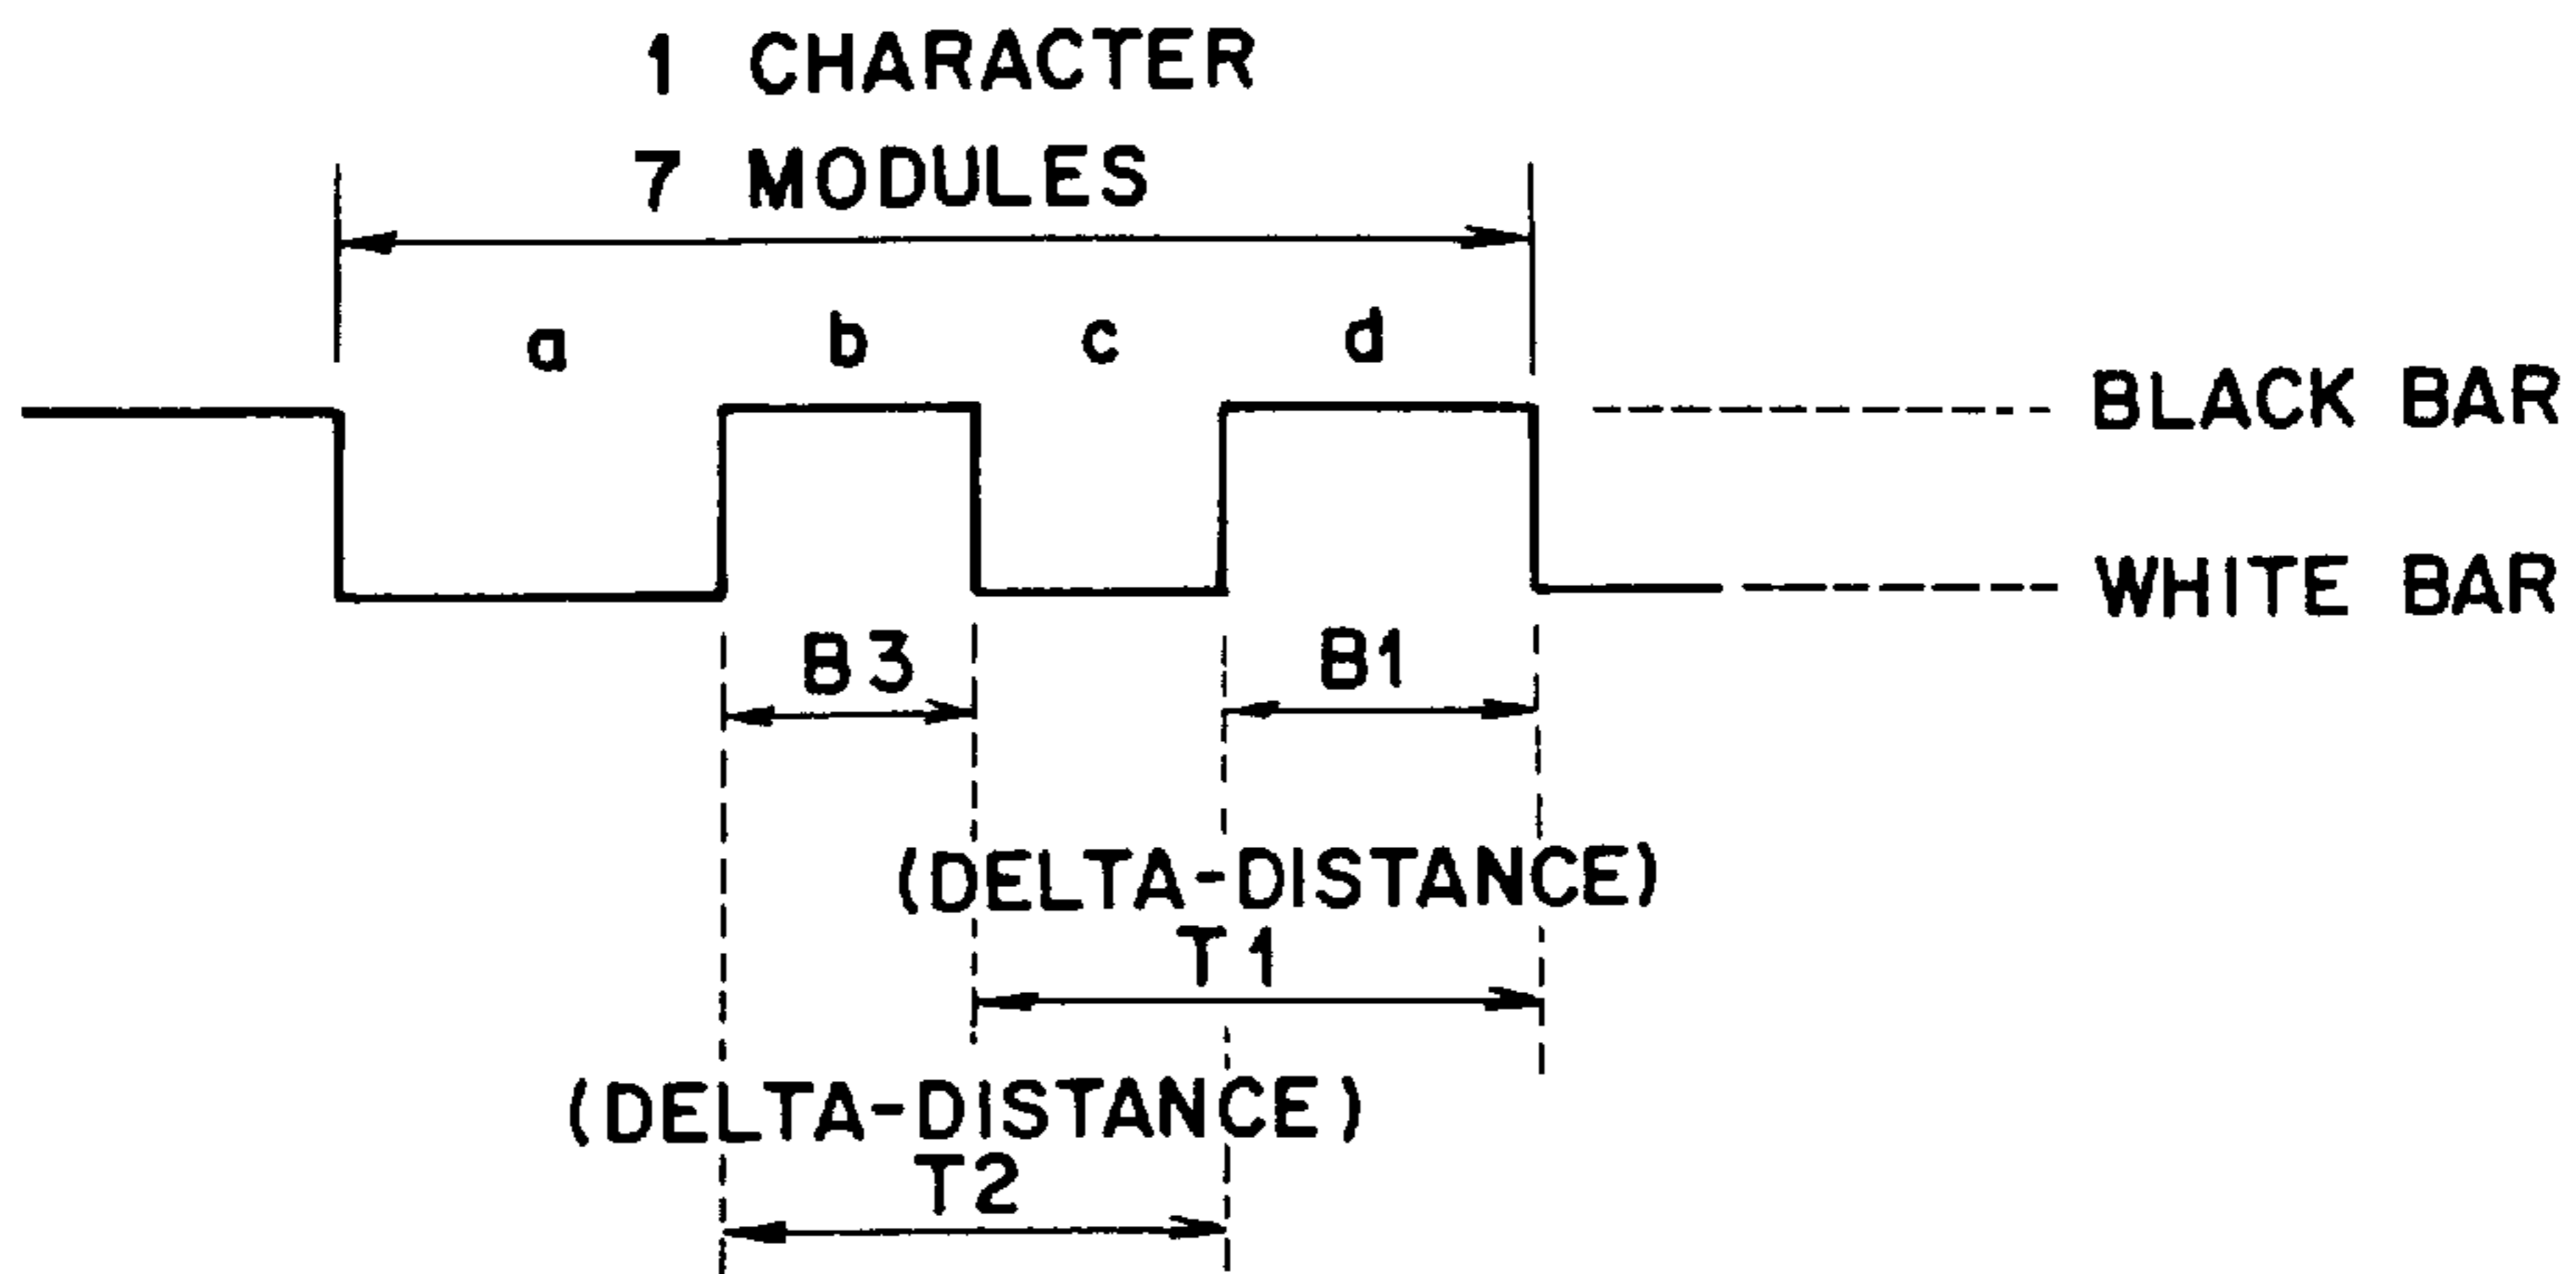 1 CHARACTER
7 MODULES
a b c d
BLACK BAR
WHITE BAR
B3 B1
(DELTA-DISTANCE)
T1
(DELTA-DISTANCE)
T2